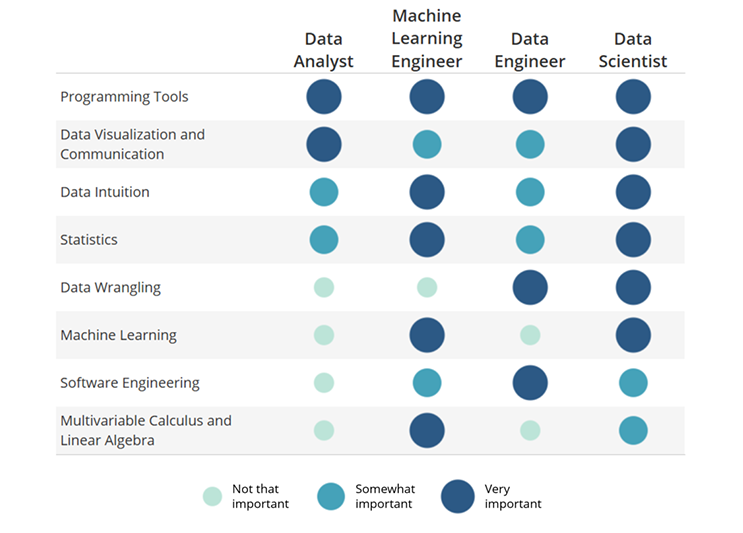 Data Analyst
Machine Learning Engineer
Data Engineer
Data Scientist
Programming Tools
Data Visualization and
Communication
Data Intuition
Statistics
Data Wrangling
Machine Learning
Software Engineering
Multivariable Calculus and
Linear Algebra
Not that
important
Somewhat
important
Very
important